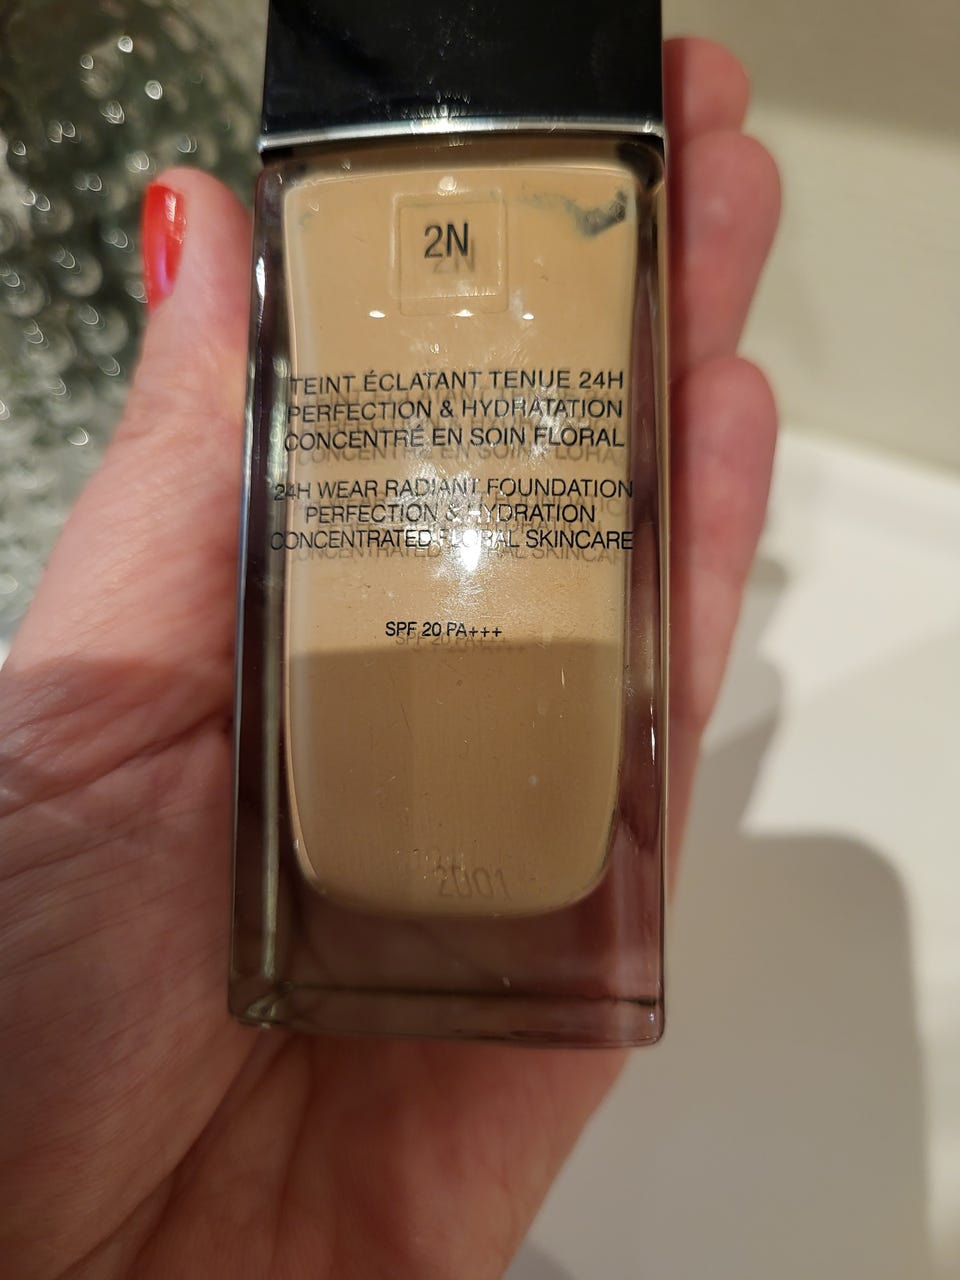 2N
TEINT ÉCLATANT TENUE 24H
PERFECTION & HYDRATATION
CONCENTRÉ EN SOIN FLORAL
24H WEAR RADIANT FOUNDATION
PERFECTION & HYDRATION
CONCENTRATED FLORAL SKINCARE
SPF 20 PA+++
2D01